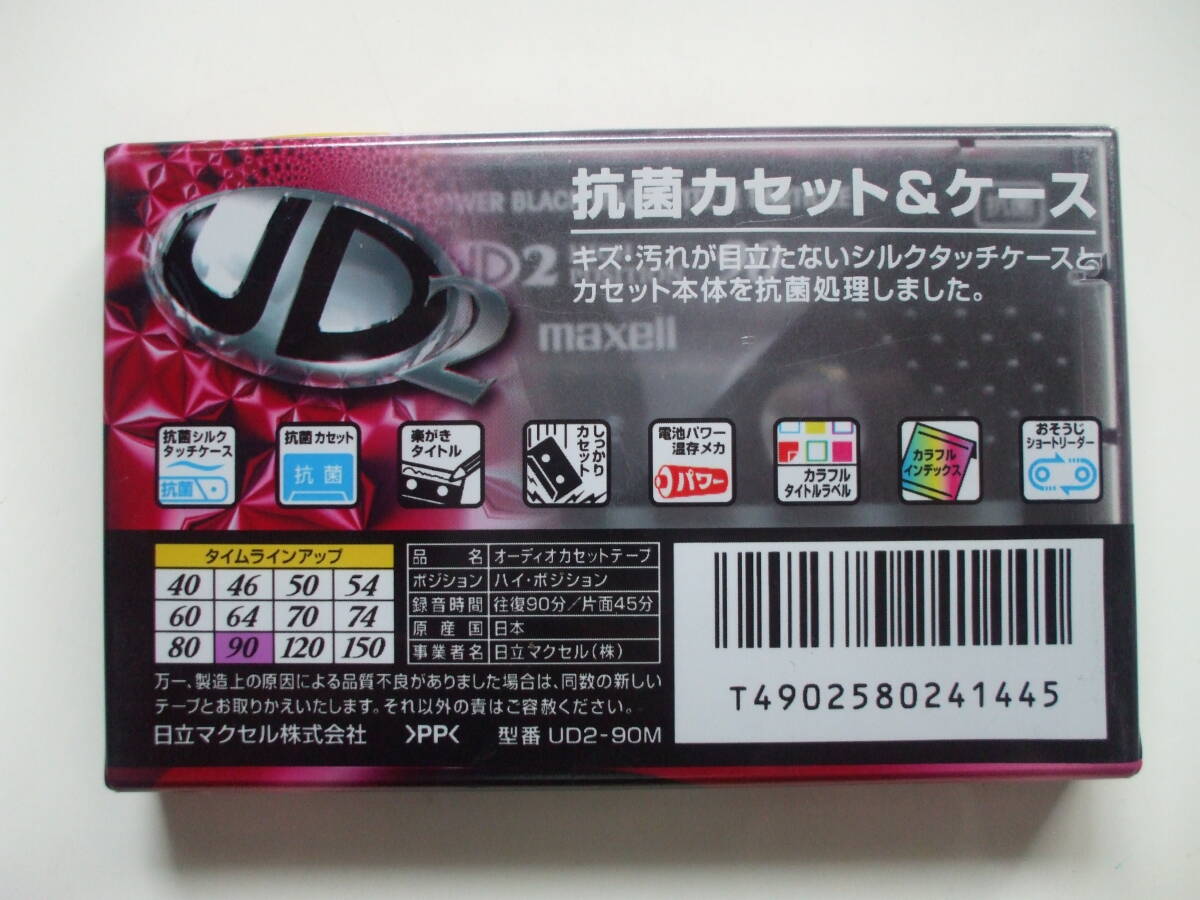 UD2
抗菌カセット&ケース
キズ・汚れが目立たないシルクタッチケースと
カセット本体を抗菌処理しました。
POWER BLACK
UD2
maxell
抗菌シルク
タッチケース
抗菌
抗菌カセット
抗菌
楽がき
タイトル
しっかり
カセット
電池パワー
温存メカ
パワー
カラフル
タイトルラベル
カラフル
インデックス
おそうじ
ショートリーダー
タイムラインアップ
40 46 50 54
60 64 70 74
80 90 120 150
品名 オーディオカセットテープ
ポジション ハイ・ポジション
録音時間 往復90分/片面45分
原産国 日本
事業者名 日立マクセル(株)
万一、製造上の原因による品質不良がありました場合は、同数の新しい
テープとお取りかえいたします。それ以外の責はご容赦ください。
日立マクセル株式会社 >PP< 型番 UD2-90M
T4902580241445